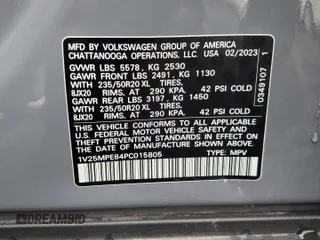 MFD. BY VOLKSWAGEN GROUP OF AMERICA
CHATTANOOGA OPERATIONS, LLC. USA 02/2023
GVWR LBS 5578, KG 2530
GAWR FRONT LBS 2491, KG 1130
WITH 235/50R20 XL TIRES,
8JX20 RIMS, AT 290 KPA, 42 PSI COLD
GAWR REAR LBS 3197, KG 1450
WITH 235/50R20 XL TIRES,
8JX20 RIMS, AT 290 KPA, 42 PSI COLD
THIS VEHICLE CONFORMS TO ALL APPLICABLE
U.S. FEDERAL MOTOR VEHICLE SAFETY
STANDARDS IN EFFECT ON THE DATE OF MANUFACTURE SHOWN ABOVE
1V25MPE84PC015805 TYPE: MPV
0349107 1
© DREAMBID